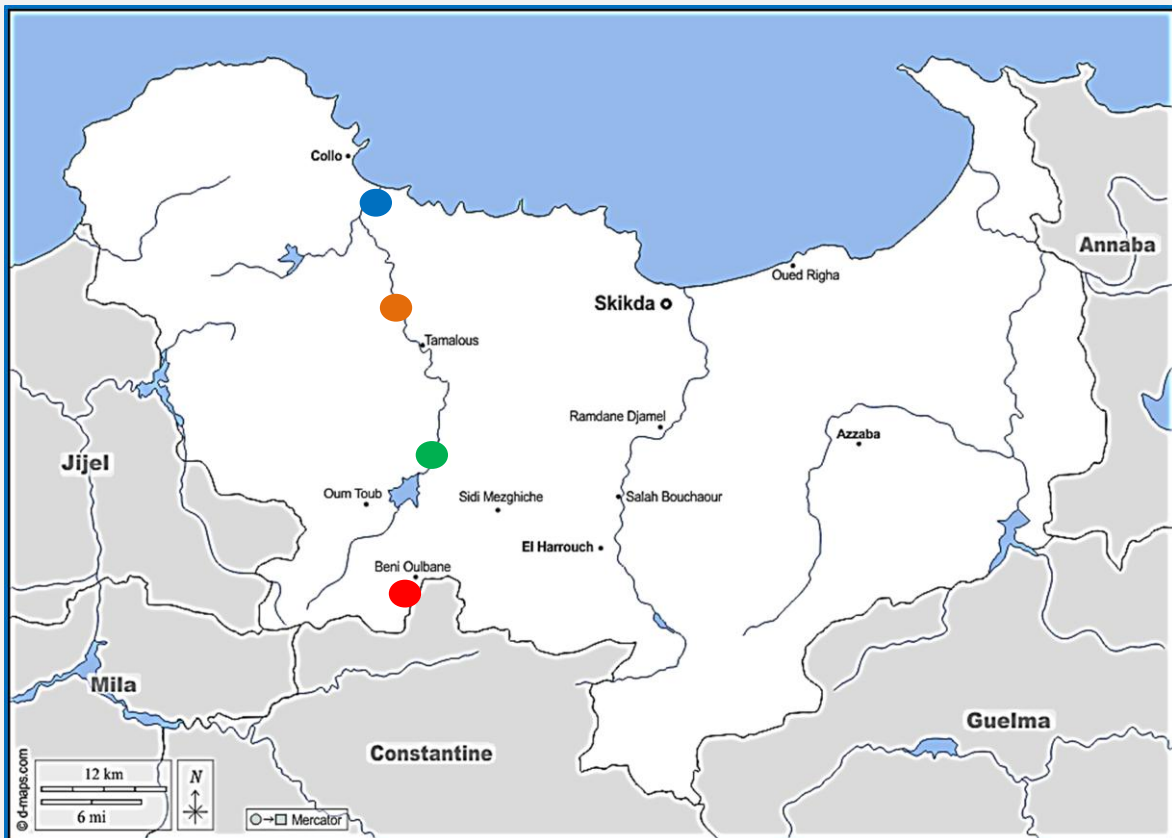 Collo
Annaba
Oued Righa
Skikda
Tamalous
Ramdane Djamel
Azzaba
Jijel
Oum Toub
Sidi Mezghiche
Salah Bouchaour
El Harrouch
Beni Oulbane
Mila
Guelma
Constantine
12 km
6 mi
N
Mercator
© d-maps.com